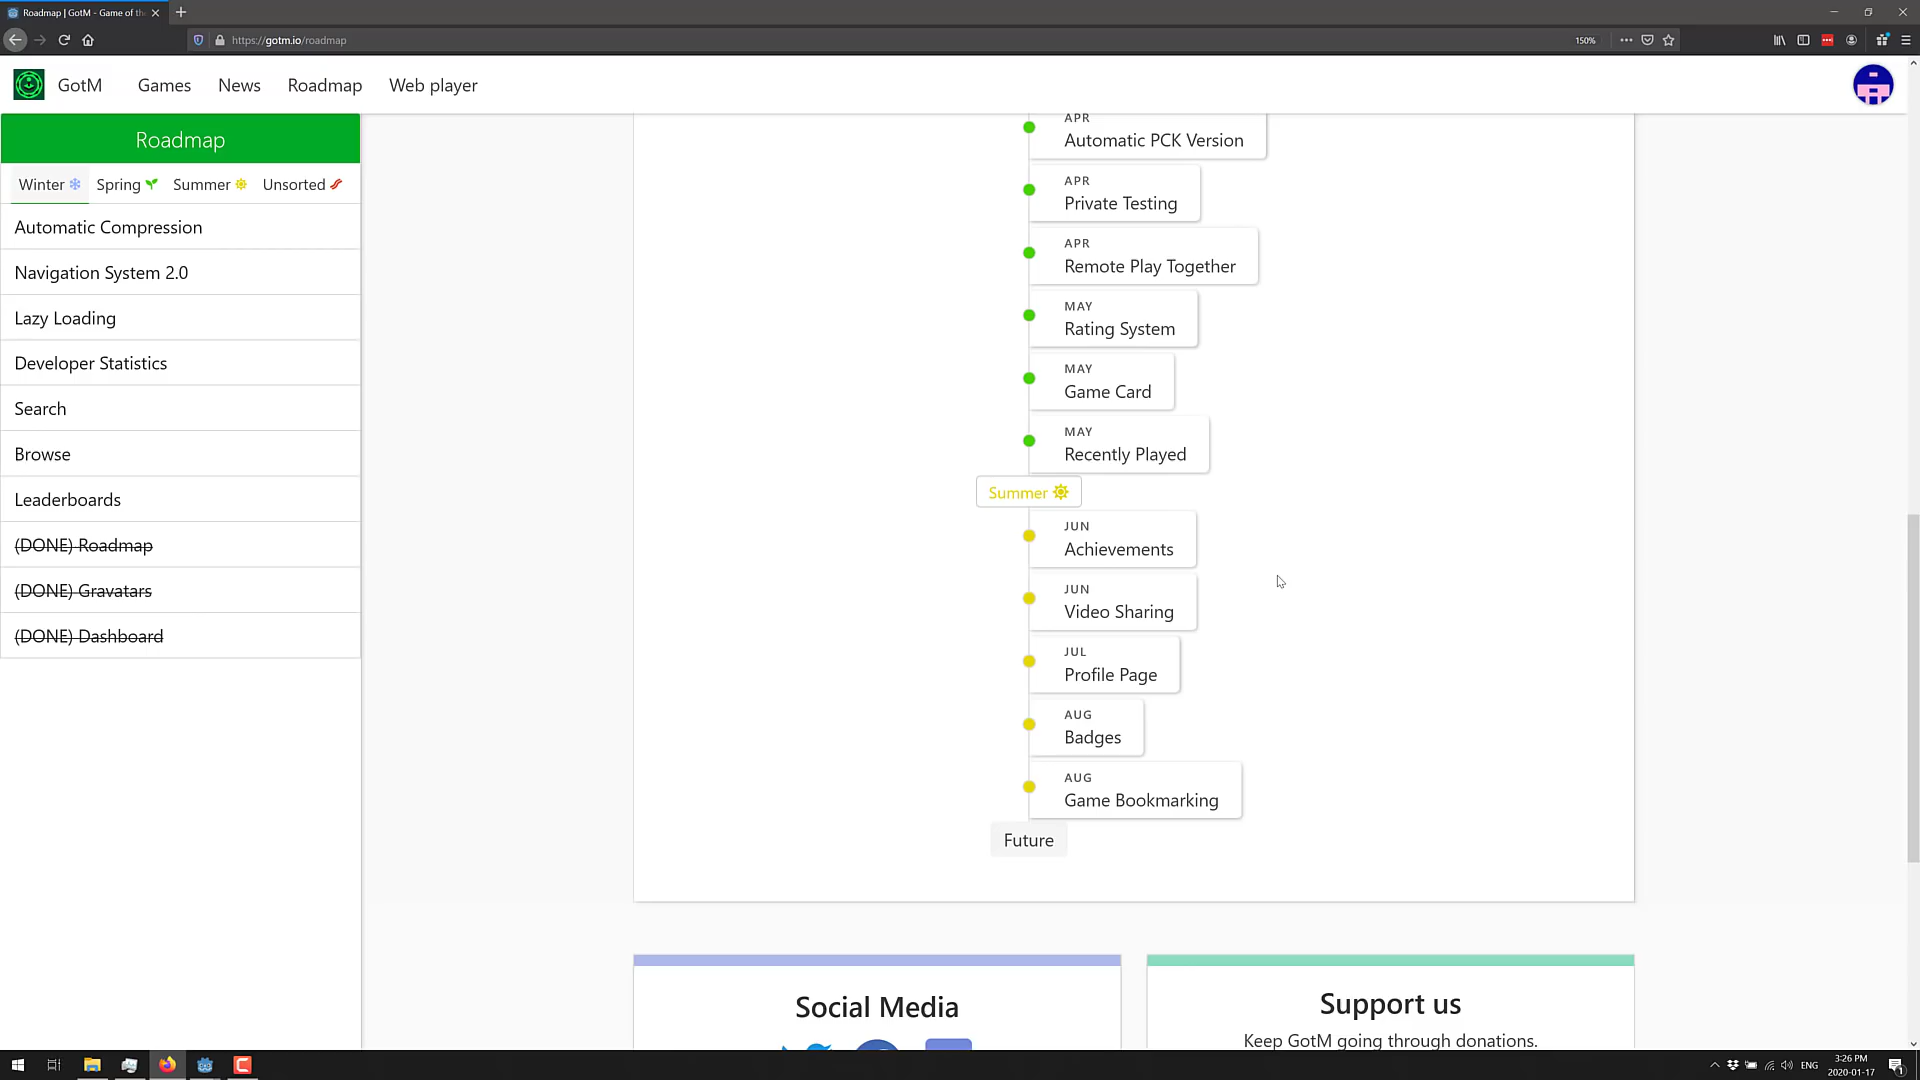 Roadmap | GotM - Game of the
https://gotm.io/roadmap
150%
GotM
Games
News
Roadmap
Web player
Roadmap
Winter
Spring
Summer
Unsorted
Automatic Compression
Navigation System 2.0
Lazy Loading
Developer Statistics
Search
Browse
Leaderboards
(DONE) Roadmap
(DONE) Gravatars
(DONE) Dashboard
APR
Automatic PCK Version
APR
Private Testing
APR
Remote Play Together
MAY
Rating System
MAY
Game Card
MAY
Recently Played
Summer
JUN
Achievements
JUN
Video Sharing
JUL
Profile Page
AUG
Badges
AUG
Game Bookmarking
Future
Social Media
Support us
Keep GotM going through donations.
ENG
3:26 PM
2020-01-17